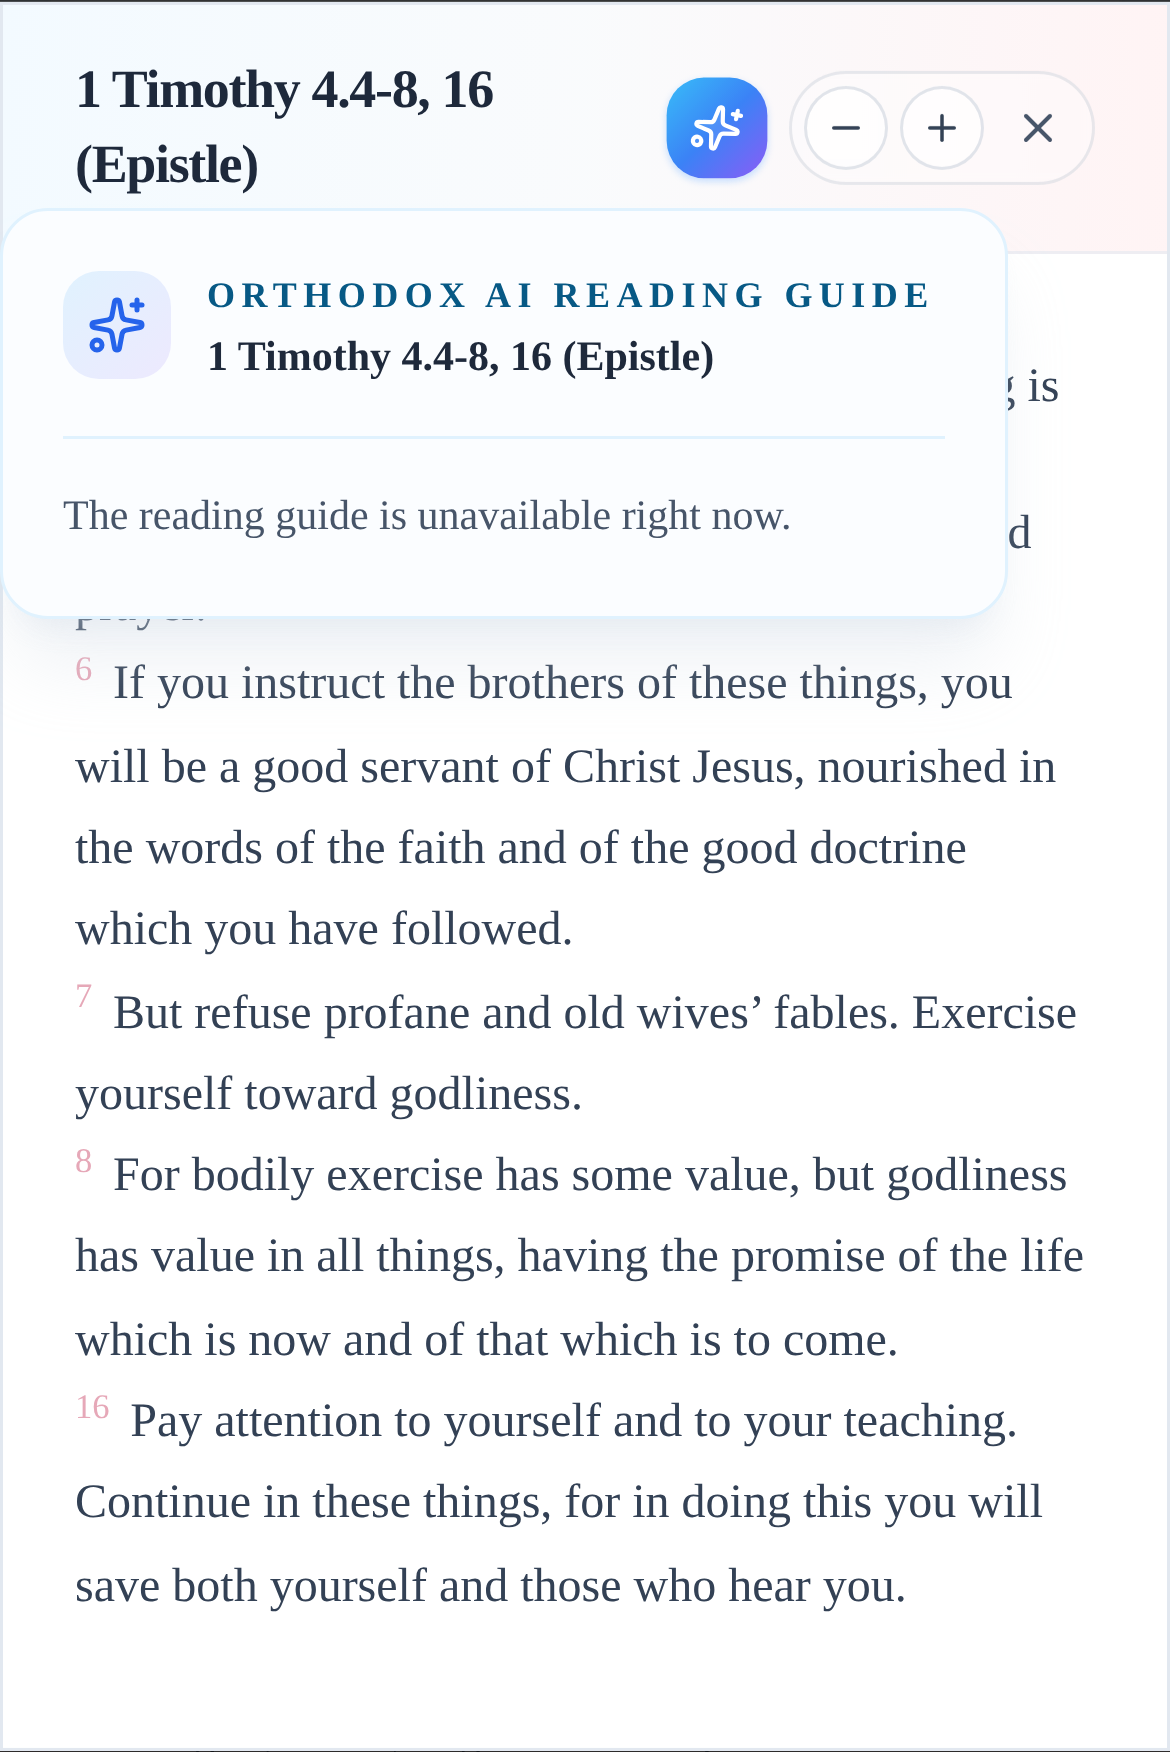 1 Timothy 4.4-8, 16
(Epistle)
ORTHODOX AI READING GUIDE
1 Timothy 4.4-8, 16 (Epistle)
is
The reading guide is unavailable right now.
d
6 If you instruct the brothers of these things, you
will be a good servant of Christ Jesus, nourished in
the words of the faith and of the good doctrine
which you have followed.
7 But refuse profane and old wives’ fables. Exercise
yourself toward godliness.
8 For bodily exercise has some value, but godliness
has value in all things, having the promise of the life
which is now and of that which is to come.
16 Pay attention to yourself and to your teaching.
Continue in these things, for in doing this you will
save both yourself and those who hear you.